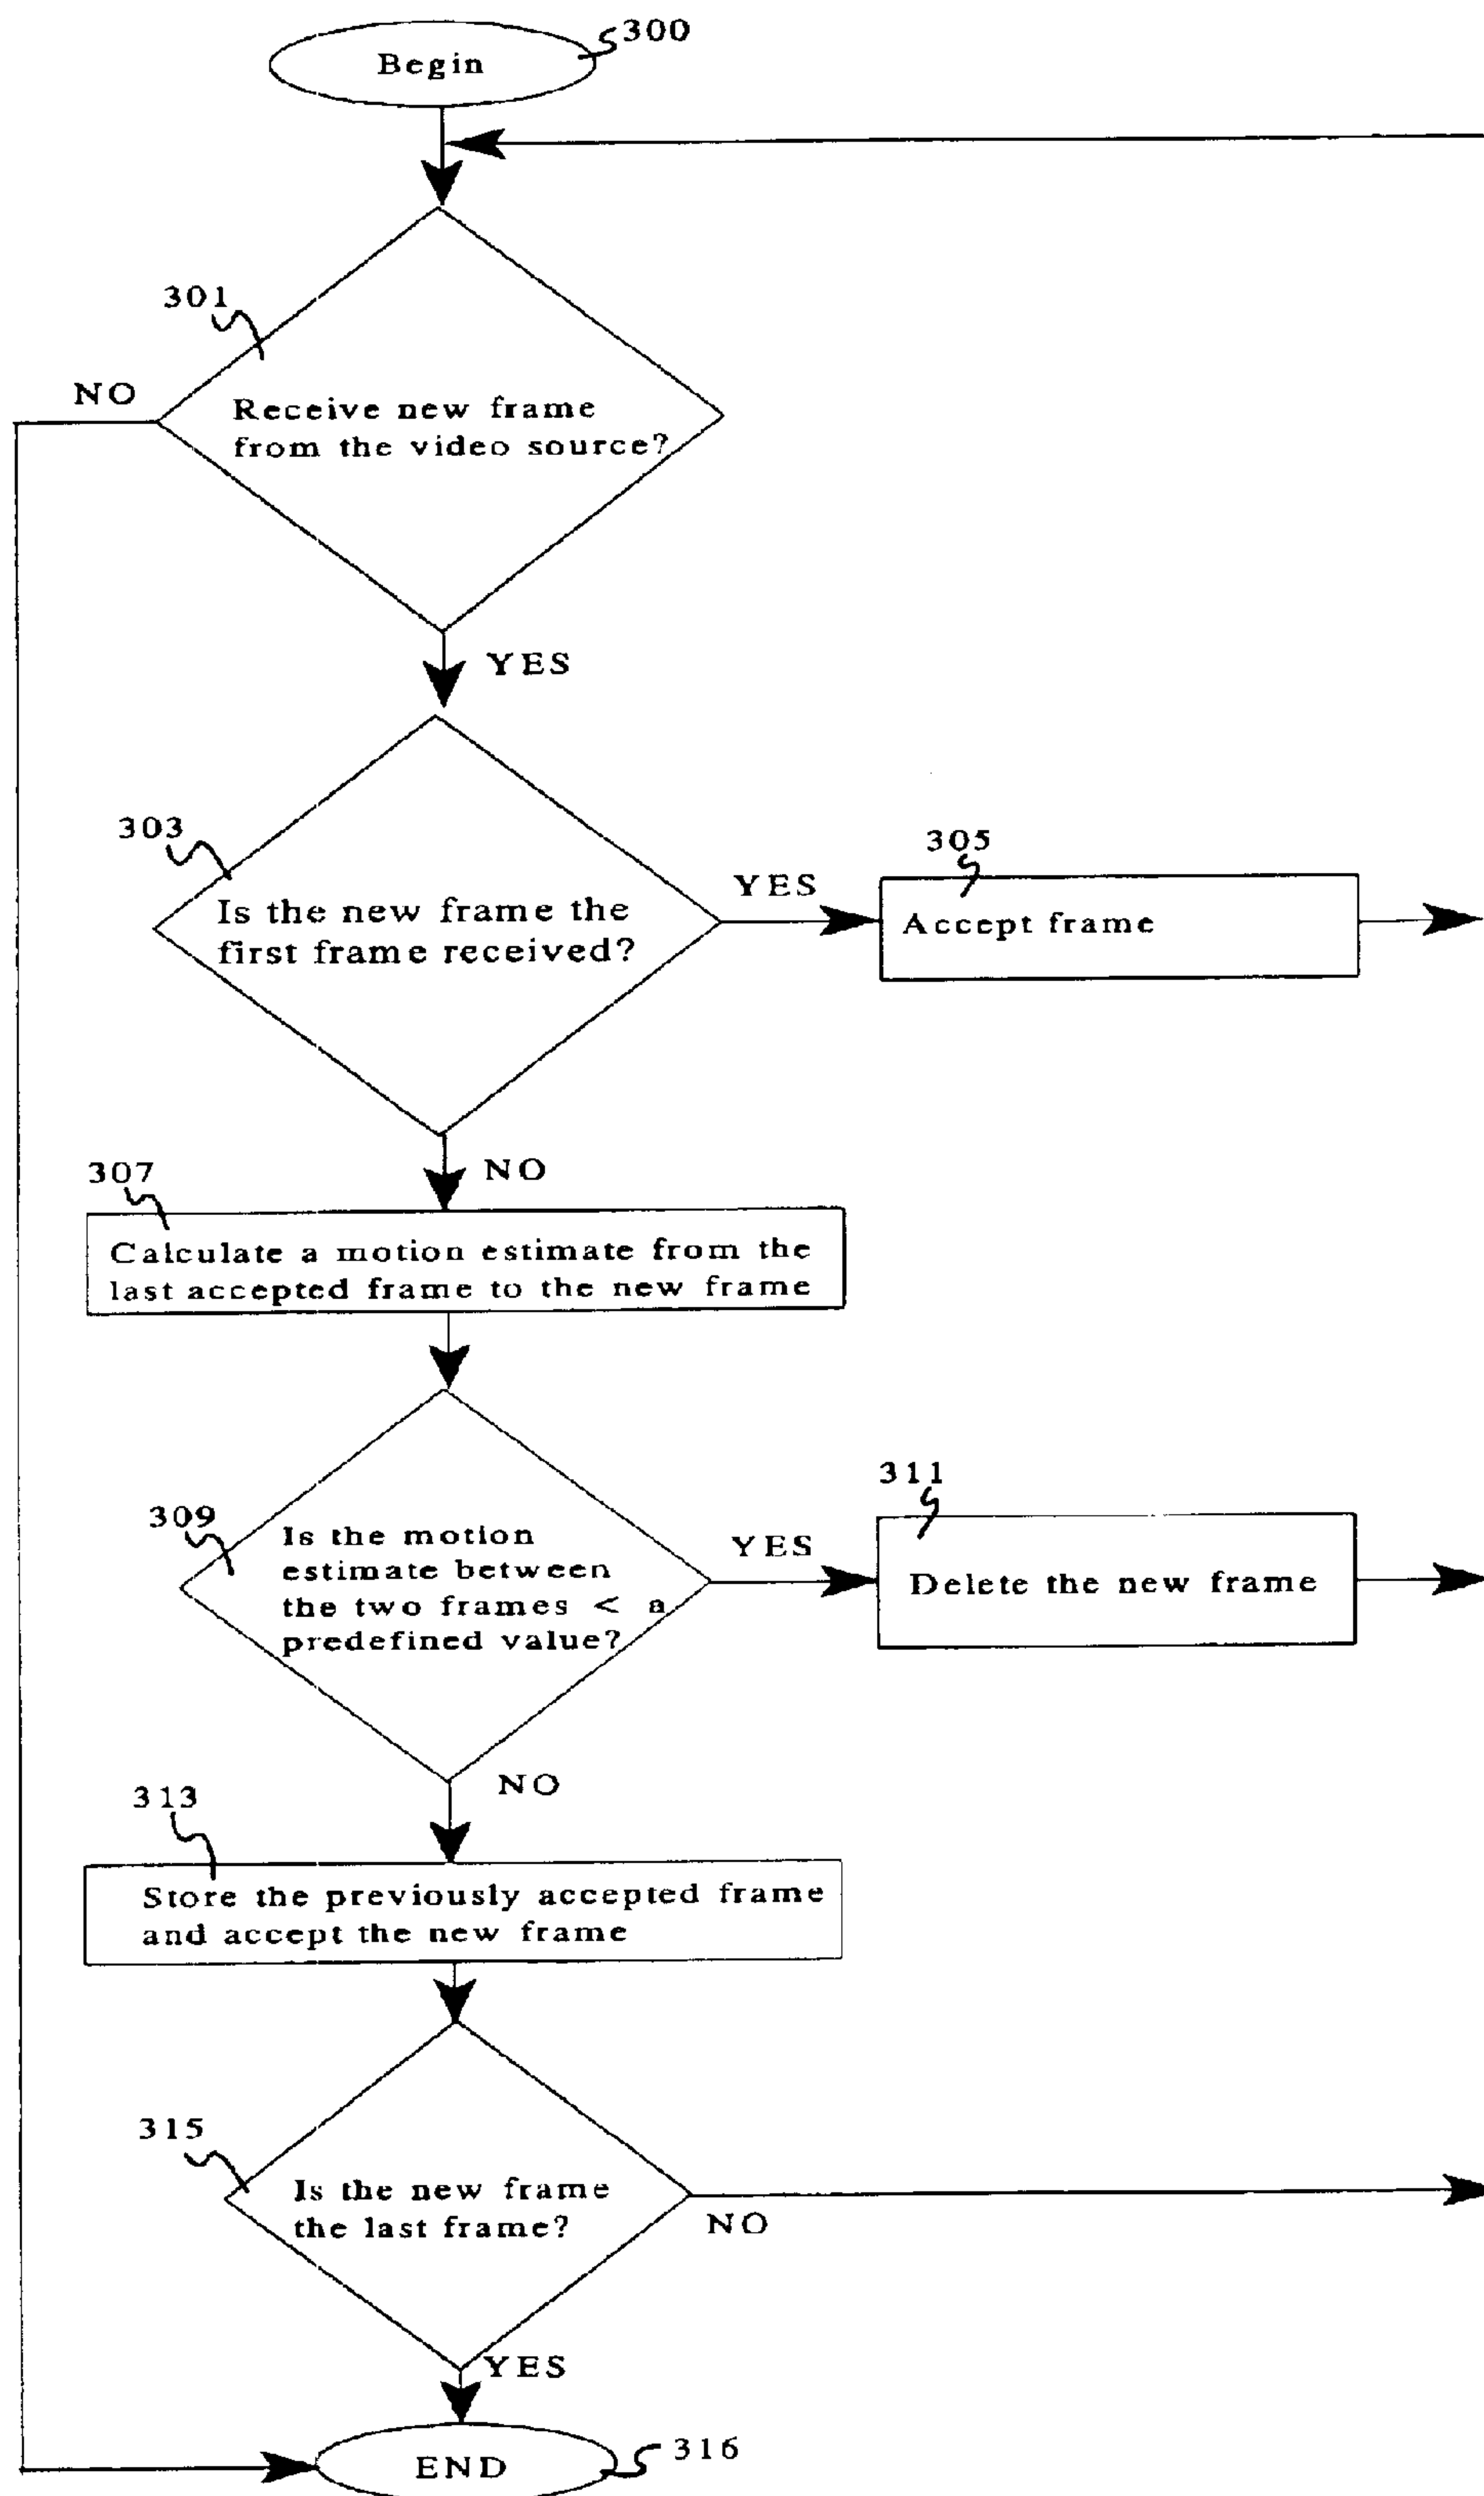 300
Begin
301
NO
Receive new frame
from the video source?
YES
303
Is the new frame the
first frame received?
YES
305
Accept frame
NO
307
Calculate a motion estimate from the
last accepted frame to the new frame
309
Is the motion
estimate between
the two frames < a
predefined value?
YES
311
Delete the new frame
NO
313
Store the previously accepted frame
and accept the new frame
315
Is the new frame
the last frame?
NO
YES
END
316